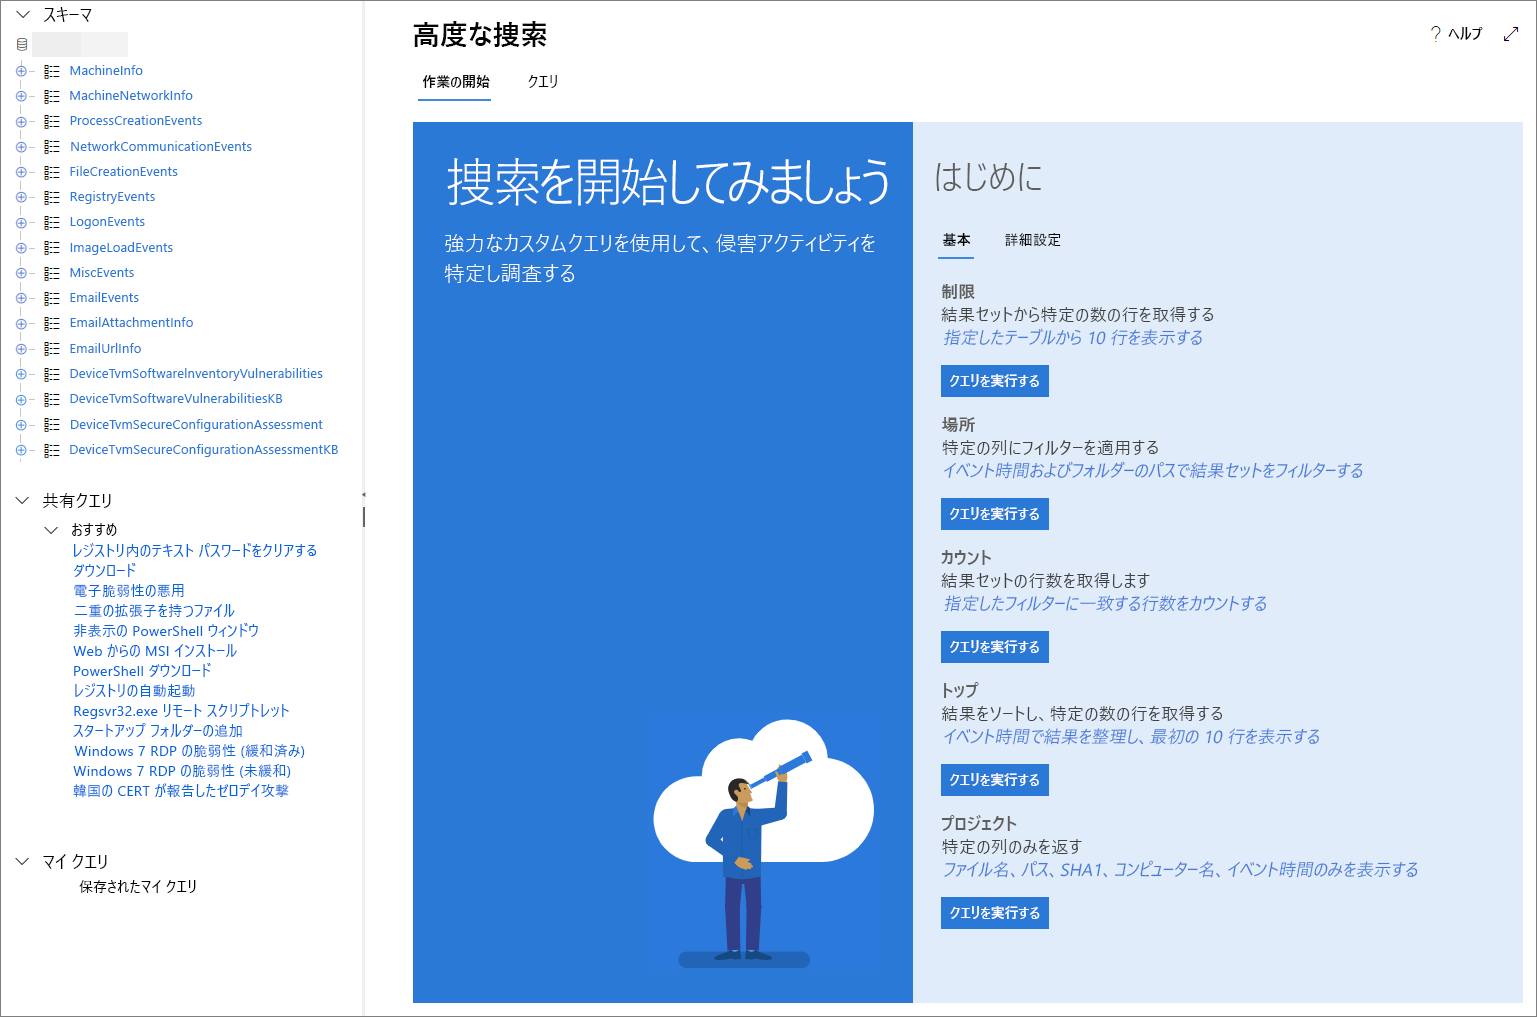 スキーマ
MachineInfo
MachineNetworkInfo
ProcessCreationEvents
NetworkCommunicationEvents
FileCreationEvents
RegistryEvents
LogonEvents
ImageLoadEvents
MiscEvents
EmailEvents
EmailAttachmentInfo
EmailUrlInfo
DeviceTvmSoftwareInventoryVulnerabilities
DeviceTvmSoftwareVulnerabilitiesKB
DeviceTvmSecureConfigurationAssessment
DeviceTvmSecureConfigurationAssessmentKB
共有クエリ
おすすめ
レジストリ内のテキスト パスワードをクリアする
ダウンロード
電子脆弱性の悪用
二重の拡張子を持つファイル
非表示の PowerShell ウィンドウ
Web からの MSI インストール
PowerShell ダウンロード
レジストリの自動起動
Regsvr32.exe リモート スクリプトレット
スタートアップ フォルダーの追加
Windows 7 RDP の脆弱性 (緩和済み)
Windows 7 RDP の脆弱性 (未緩和)
韓国の CERT が報告したゼロデイ攻撃
マイ クエリ
保存されたマイ クエリ
高度な捜索
? ヘルプ
作業の開始 クエリ
捜索を開始してみましょう
強力なカスタムクエリを使用して、侵害アクティビティを
特定し調査する
はじめに
基本 詳細設定
制限
結果セットから特定の数の行を取得する
指定したテーブルから 10 行を表示する
クエリを実行する
場所
特定の列にフィルターを適用する
イベント時間およびフォルダーのパスで結果セットをフィルターする
クエリを実行する
カウント
結果セットの行数を取得します
指定したフィルターに一致する行数をカウントする
クエリを実行する
トップ
結果をソートし、特定の数の行を取得する
イベント時間で結果を整理し、最初の 10 行を表示する
クエリを実行する
プロジェクト
特定の列のみを返す
ファイル名、パス、SHA1、コンピューター名、イベント時間のみを表示する
クエリを実行する